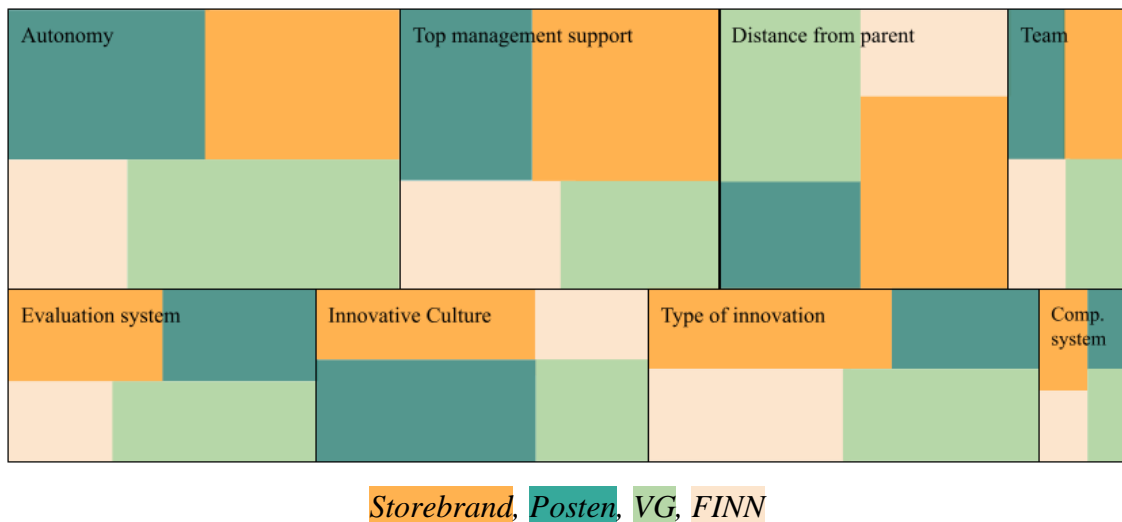 Autonomy
Top management support
Distance from parent
Team
Evaluation system
Innovative Culture
Type of innovation
Comp.
system
Storebrand, Posten, VG, FINN